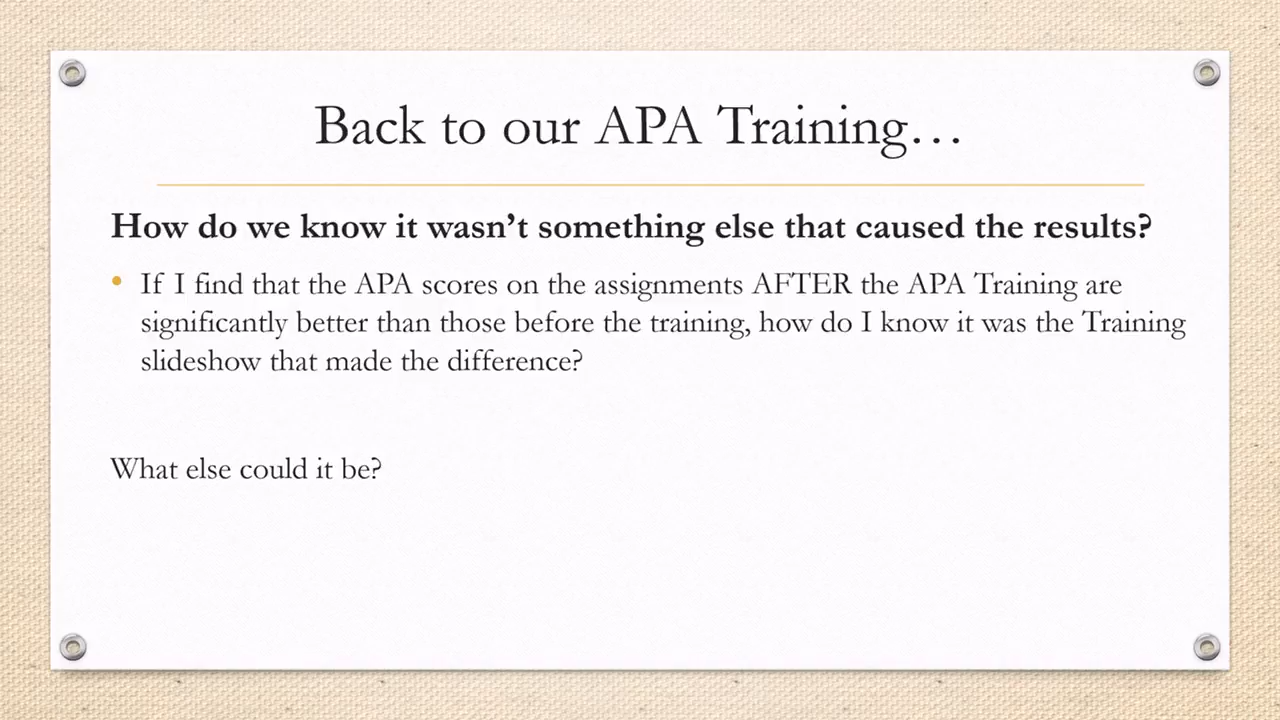 Back to our APA Training…
How do we know it wasn’t something else that caused the results?
• If I find that the APA scores on the assignments AFTER the APA Training are
significantly better than those before the training, how do I know it was the Training
slideshow that made the difference?
What else could it be?